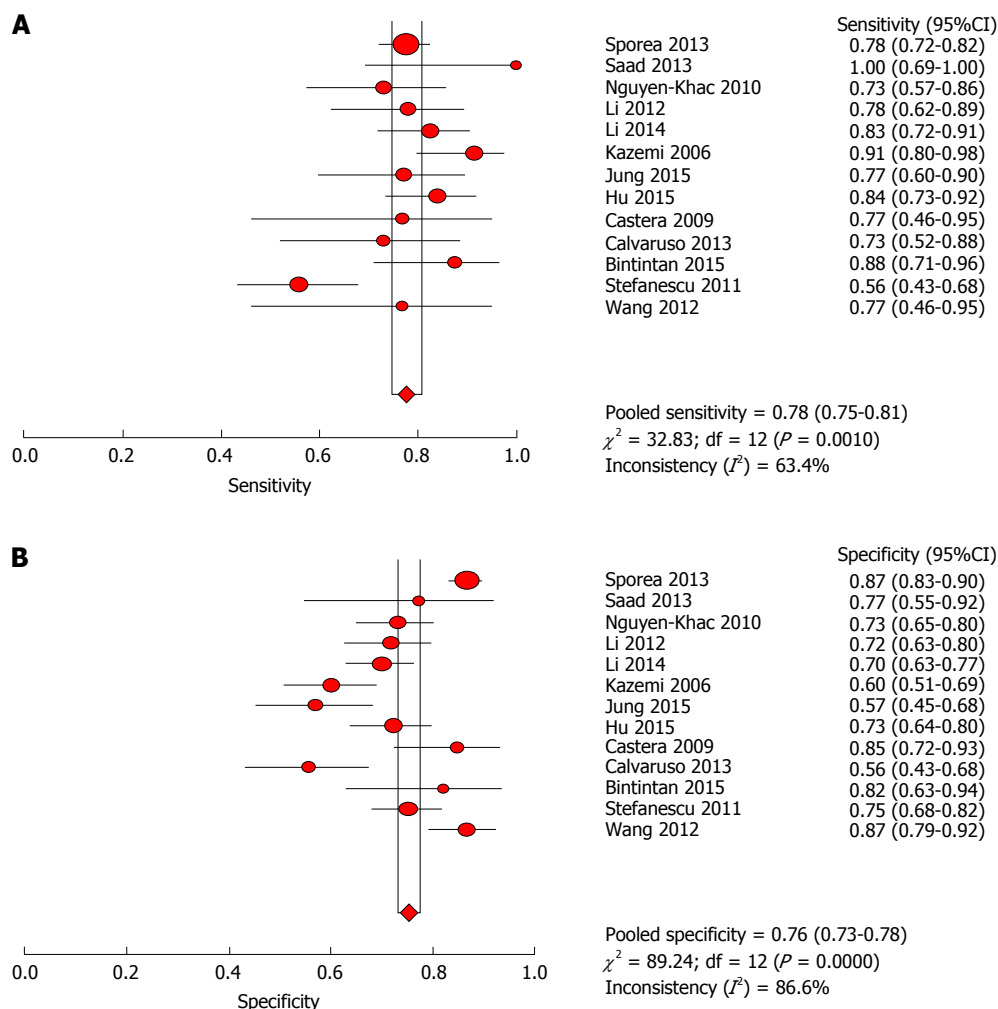 A
Sensitivity (95%CI)
Sporea 2013 0.78 (0.72-0.82)
Saad 2013 1.00 (0.69-1.00)
Nguyen-Khac 2010 0.73 (0.57-0.86)
Li 2012 0.78 (0.62-0.89)
Li 2014 0.83 (0.72-0.91)
Kazemi 2006 0.91 (0.80-0.98)
Jung 2015 0.77 (0.60-0.90)
Hu 2015 0.84 (0.73-0.92)
Castera 2009 0.77 (0.46-0.95)
Calvaruso 2013 0.73 (0.52-0.88)
Bintintan 2015 0.88 (0.71-0.96)
Stefanescu 2011 0.56 (0.43-0.68)
Wang 2012 0.77 (0.46-0.95)
Pooled sensitivity = 0.78 (0.75-0.81)
χ² = 32.83; df = 12 (P = 0.0010)
Inconsistency (I²) = 63.4%
0.0 0.2 0.4 0.6 0.8 1.0
Sensitivity
B
Specificity (95%CI)
Sporea 2013 0.87 (0.83-0.90)
Saad 2013 0.77 (0.55-0.92)
Nguyen-Khac 2010 0.73 (0.65-0.80)
Li 2012 0.72 (0.63-0.80)
Li 2014 0.70 (0.63-0.77)
Kazemi 2006 0.60 (0.51-0.69)
Jung 2015 0.57 (0.45-0.68)
Hu 2015 0.73 (0.64-0.80)
Castera 2009 0.85 (0.72-0.93)
Calvaruso 2013 0.56 (0.43-0.68)
Bintintan 2015 0.82 (0.63-0.94)
Stefanescu 2011 0.75 (0.68-0.82)
Wang 2012 0.87 (0.79-0.92)
Pooled specificity = 0.76 (0.73-0.78)
χ² = 89.24; df = 12 (P = 0.0000)
Inconsistency (I²) = 86.6%
0.0 0.2 0.4 0.6 0.8 1.0
Specificity